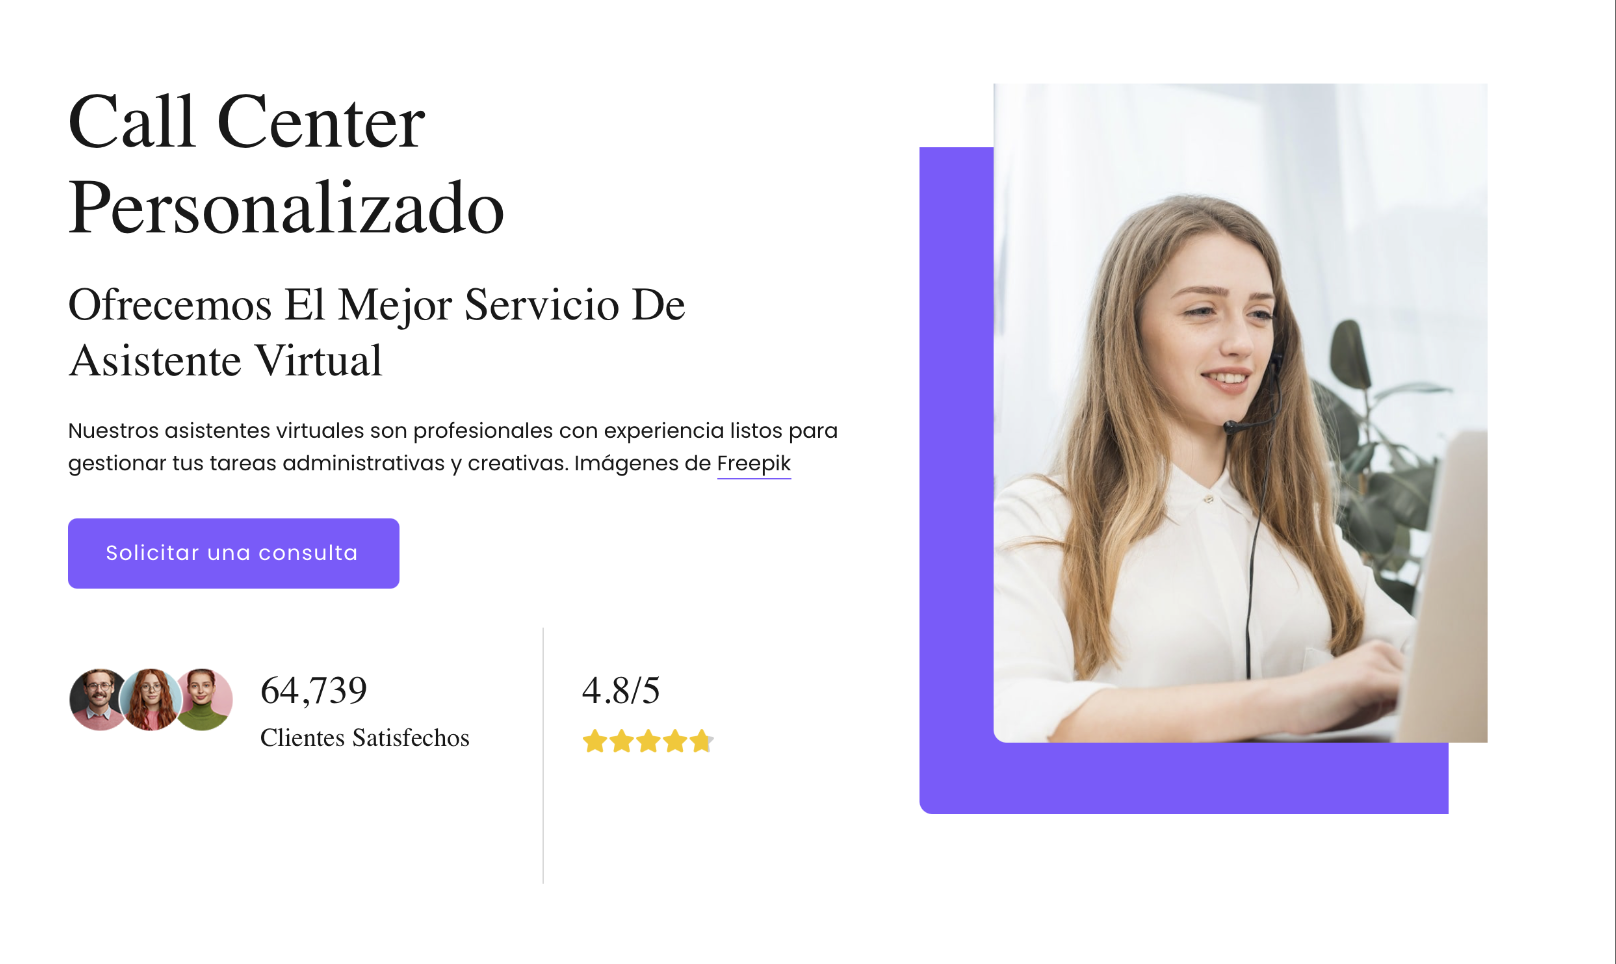 Call Center
Personalizado
Ofrecemos El Mejor Servicio De
Asistente Virtual
Nuestros asistentes virtuales son profesionales con experiencia listos para
gestionar tus tareas administrativas y creativas. Imágenes de Freepik
Solicitar una consulta
64,739
Clientes Satisfechos
4.8/5